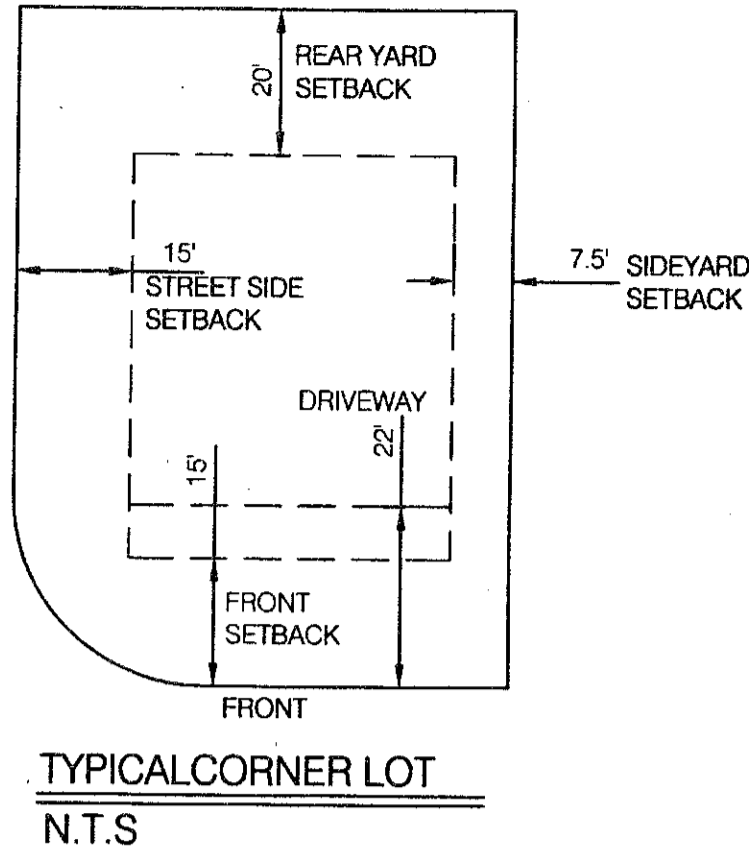 20'
REAR YARD
SETBACK
15'
STREET SIDE
SETBACK
7.5'
SIDEYARD
SETBACK
DRIVEWAY
15'
22'
FRONT
SETBACK
FRONT
TYPICALCORNER LOT
N.T.S